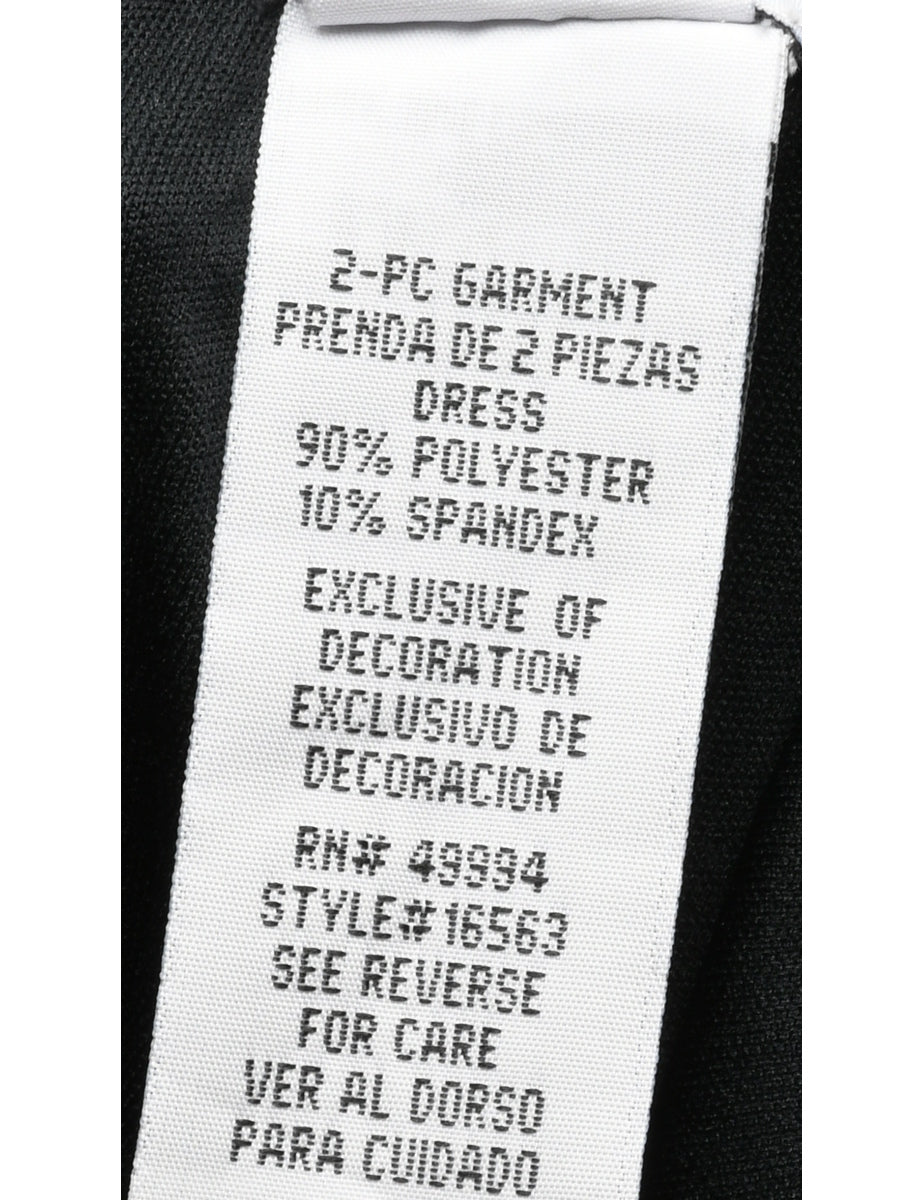 2-PC GARMENT
PRENDA DE 2 PIEZAS
DRESS
90% POLYESTER
10% SPANDEX
EXCLUSIVE OF
DECORATION
EXCLUSIVO DE
DECORACION
RN# 49994
STYLE#16563
SEE REVERSE
FOR CARE
VER AL DORSO
PARA CUIDADO